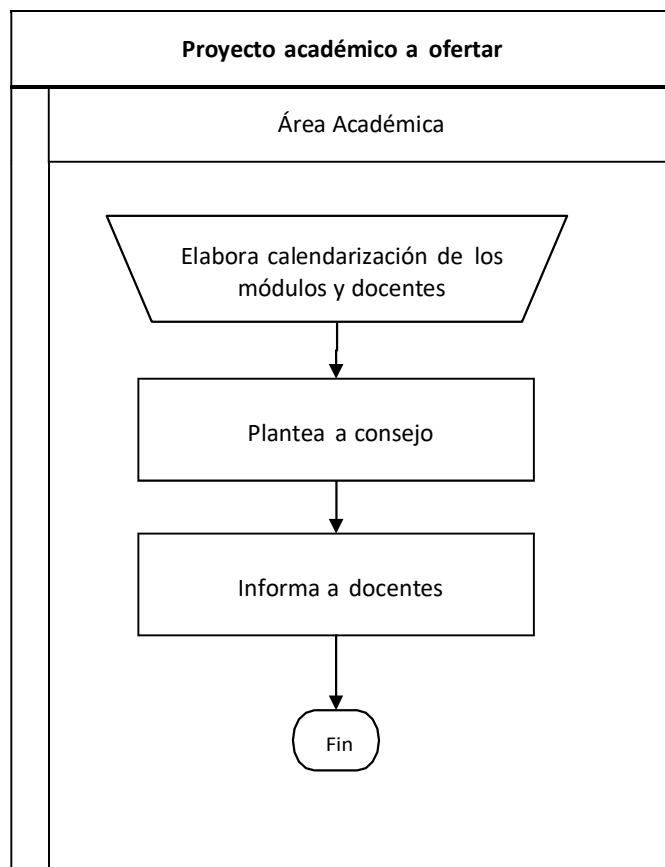 Proyecto académico a ofertar
Área Académica
Elabora calendarización de los
módulos y docentes
Plantea a consejo
Informa a docentes
Fin